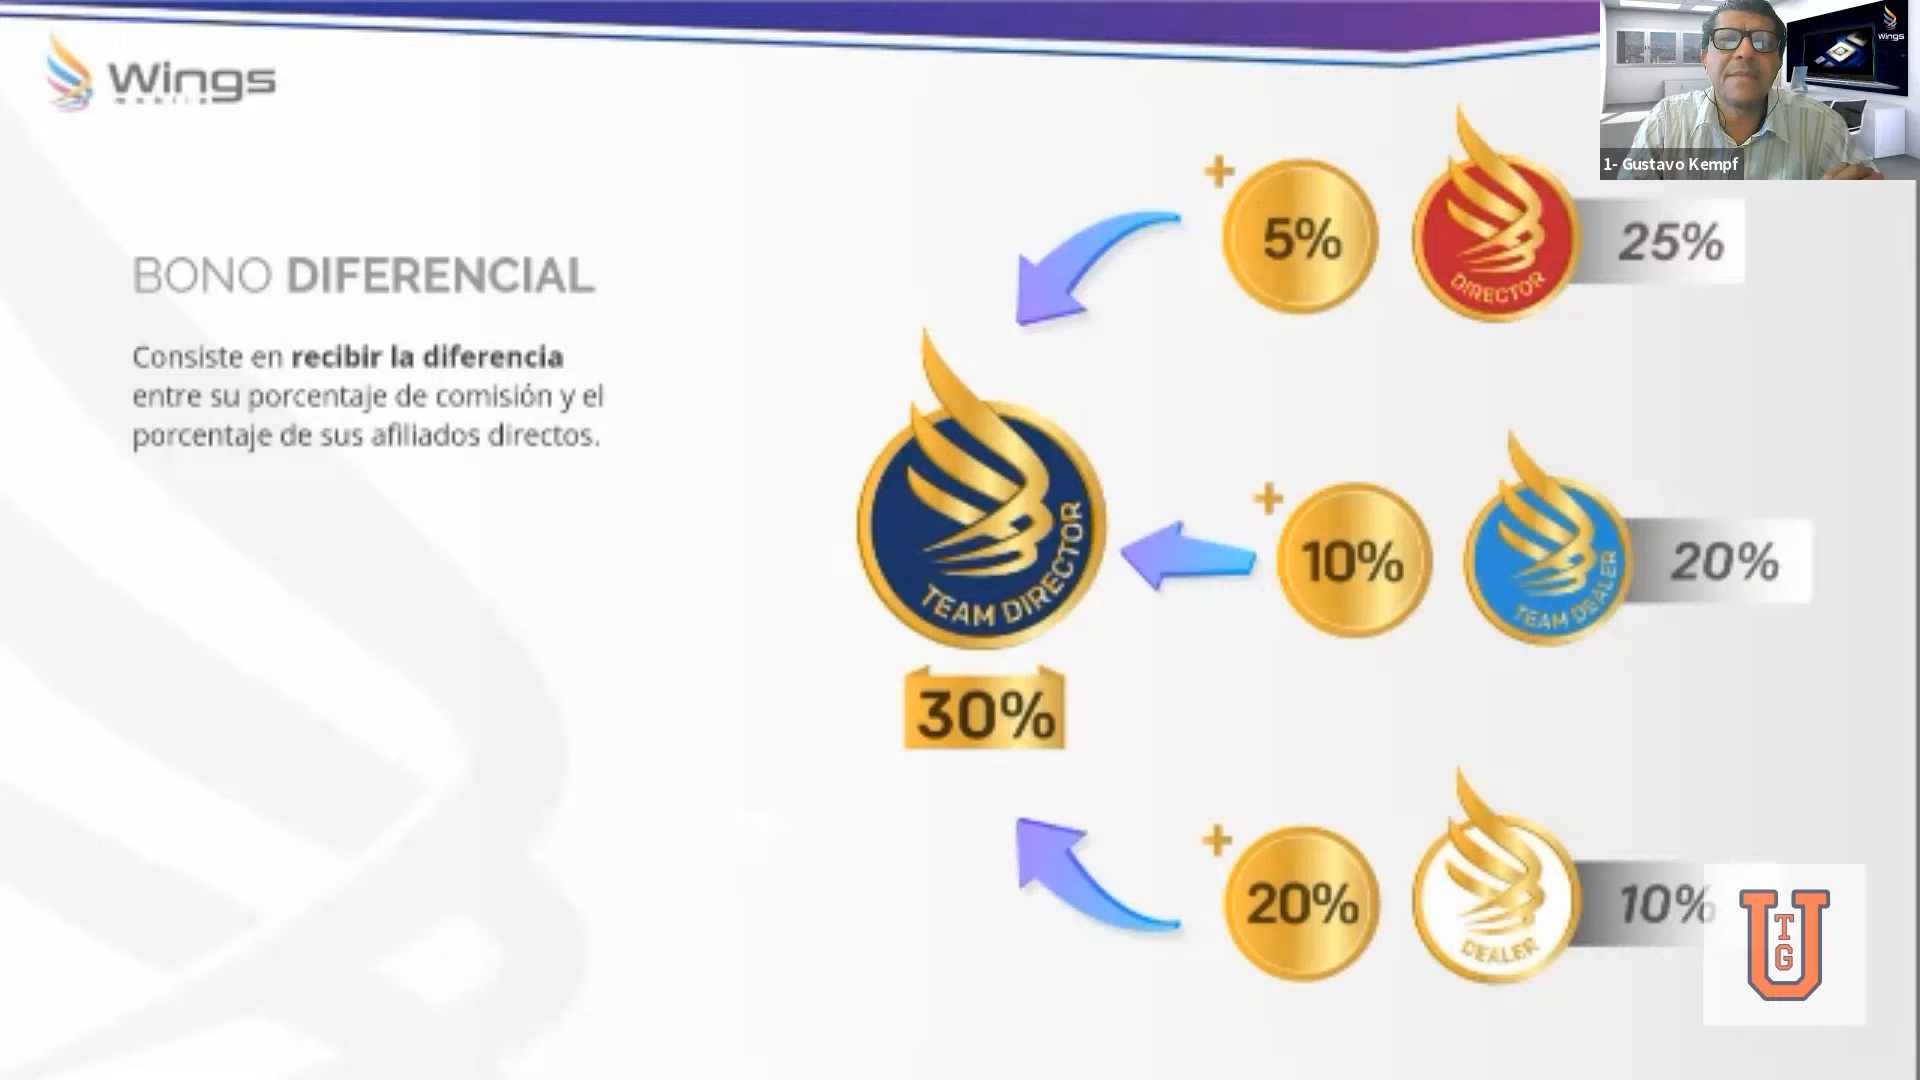 Wings
mobile
Wings
1- Gustavo Kempf
BONO DIFERENCIAL
Consiste en recibir la diferencia
entre su porcentaje de comisión y el
porcentaje de sus afiliados directos.
+
5%
DIRECTOR
25%
TEAM DIRECTOR
30%
+
10%
TEAM DEALER
20%
+
20%
DEALER
10%
U
T
G